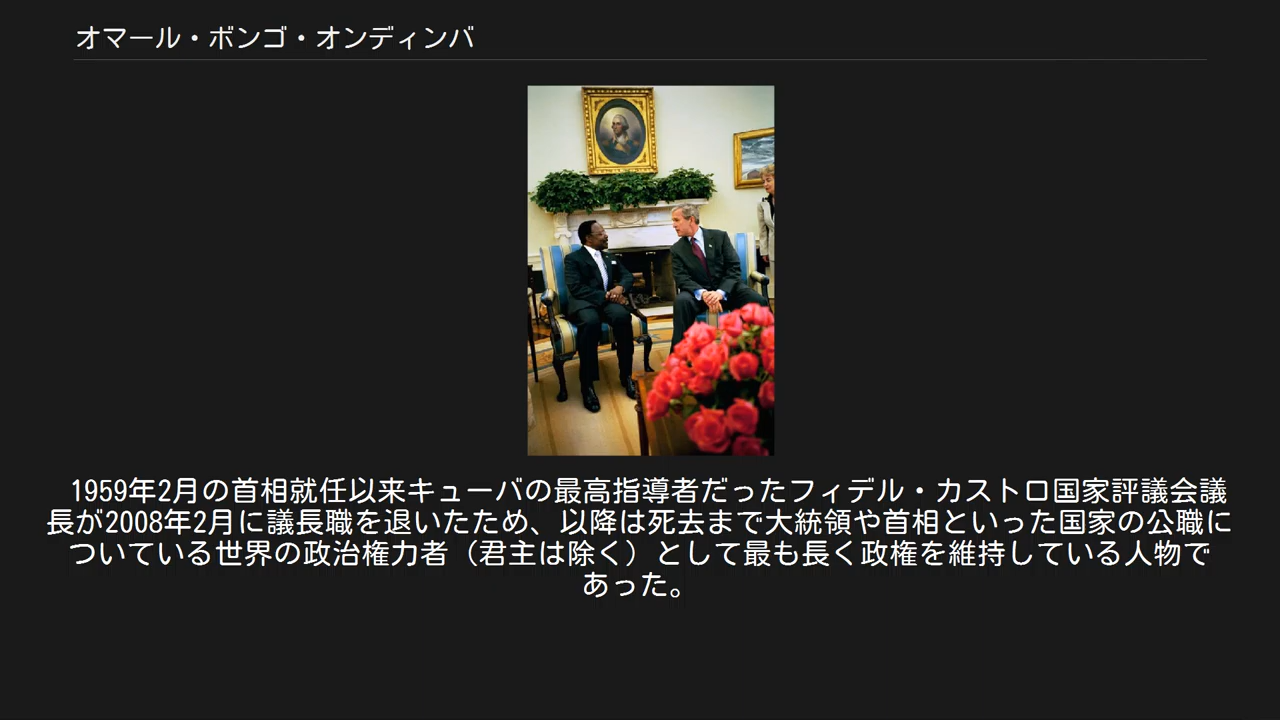 オマール・ボンゴ・オンディンバ
1959年2月の首相就任以来キューバの最高指導者だったフィデル・カストロ国家評議会議
長が2008年2月に議長職を退いたため、以降は死去まで大統領や首相といった国家の公職に
ついている世界の政治権力者（君主は除く）として最も長く政権を維持している人物で
あった。